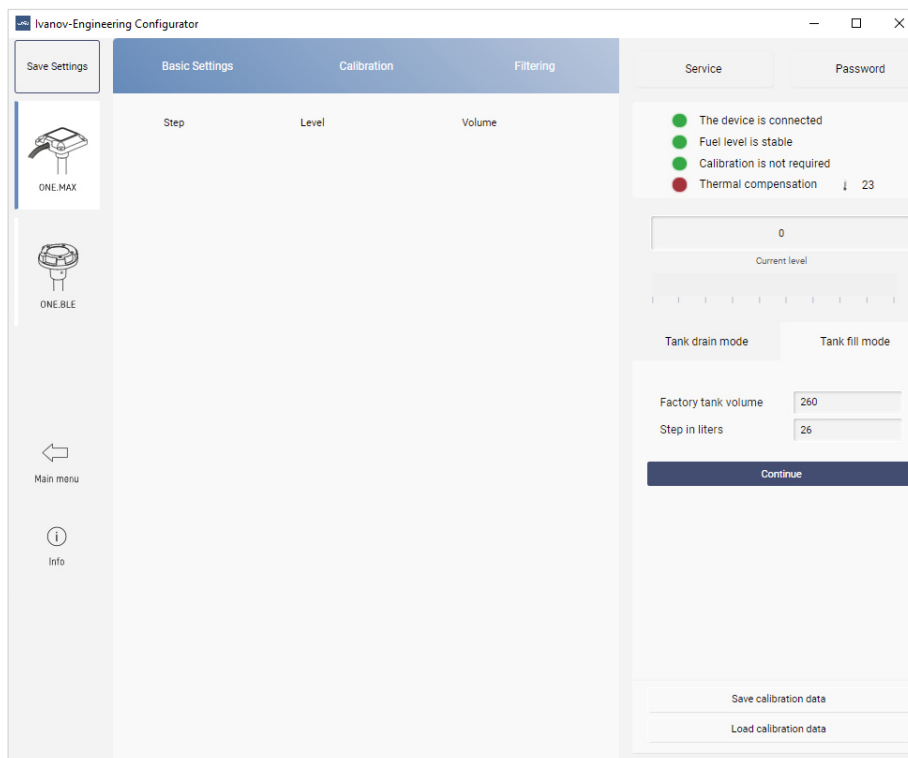 Ivanov-Engineering Configurator
Save Settings
Basic Settings
Calibration
Filtering
Service
Password
ONE.MAX
ONE.BLE
Main menu
Info
Step
Level
Volume
The device is connected
Fuel level is stable
Calibration is not required
Thermal compensation 23
0
Current level
Tank drain mode
Tank fill mode
Factory tank volume 260
Step in liters 26
Continue
Save calibration data
Load calibration data